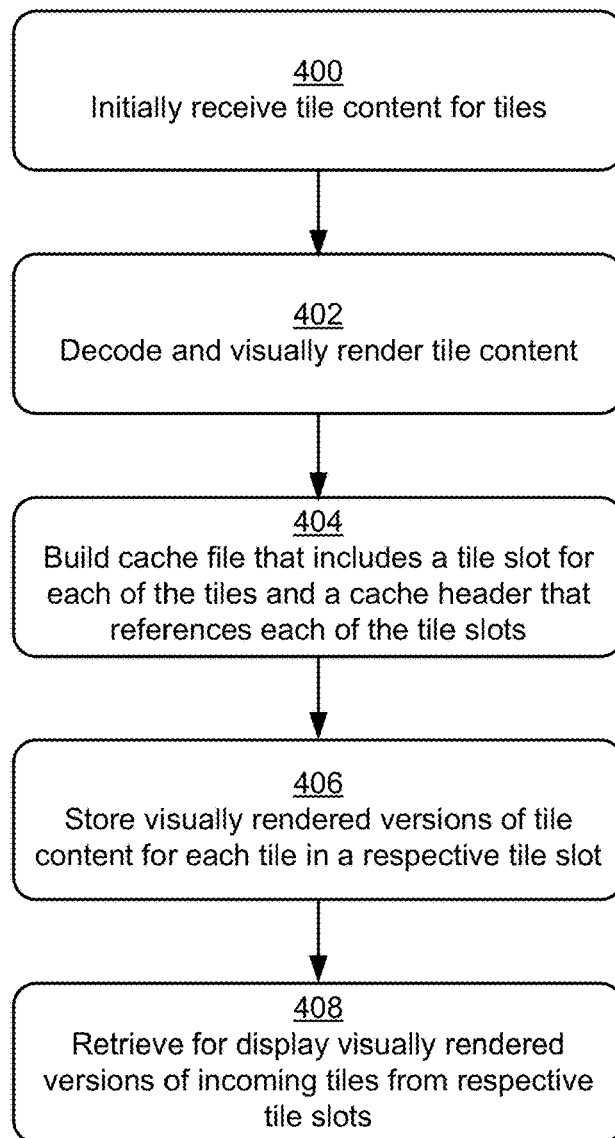 400
Initially receive tile content for tiles
402
Decode and visually render tile content
404
Build cache file that includes a tile slot for
each of the tiles and a cache header that
references each of the tile slots
406
Store visually rendered versions of tile
content for each tile in a respective tile slot
408
Retrieve for display visually rendered
versions of incoming tiles from respective
tile slots